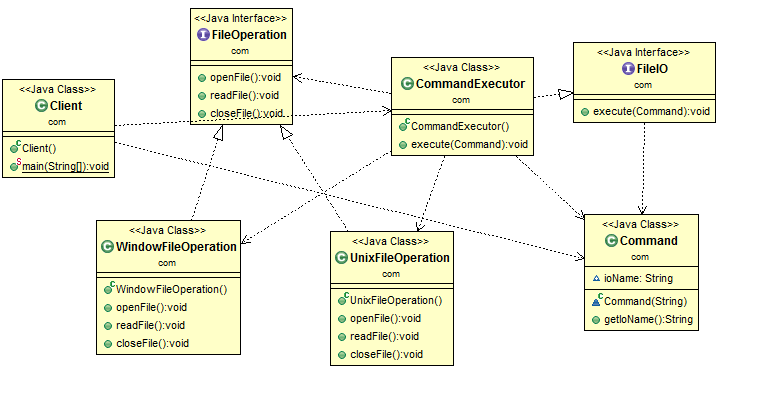 <<Java Interface>>
FileOperation
com
openFile():void
readFile():void
closeFile():void
<<Java Class>>
CommandExecutor
com
CommandExecutor()
execute(Command):void
<<Java Interface>>
FileIO
com
execute(Command):void
<<Java Class>>
Client
com
Client()
main(String[]):void
<<Java Class>>
WindowFileOperation
com
WindowFileOperation()
openFile():void
readFile():void
closeFile():void
<<Java Class>>
UnixFileOperation
com
UnixFileOperation()
openFile():void
readFile():void
closeFile():void
<<Java Class>>
Command
com
ioName: String
Command(String)
getIoName():String